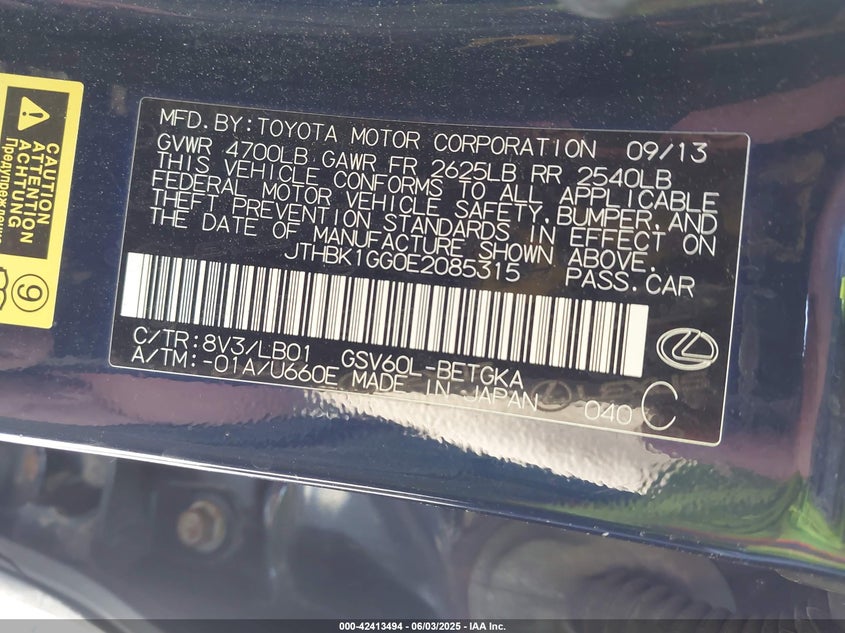 CAUTION
ATTENTION
ACHTUNG
9
MFD.BY:TOYOTA MOTOR CORPORATION 09/13
GVWR 4700LB GAWR FR 2625LB RR 2540LB
THIS VEHICLE CONFORMS TO ALL APPLICABLE
FEDERAL MOTOR VEHICLE SAFETY,BUMPER,AND
THEFT PREVENTION STANDARDS IN EFFECT ON
THE DATE OF MANUFACTURE SHOWN ABOVE.
JTHBK1GG0E2085315 PASS.CAR
C/TR:8V3/LB01 GSV60L-BETGKA
A/TM:-01A/U660E MADE IN JAPAN 040 C
000-42413494 - 06/03/2025 - IAA Inc.